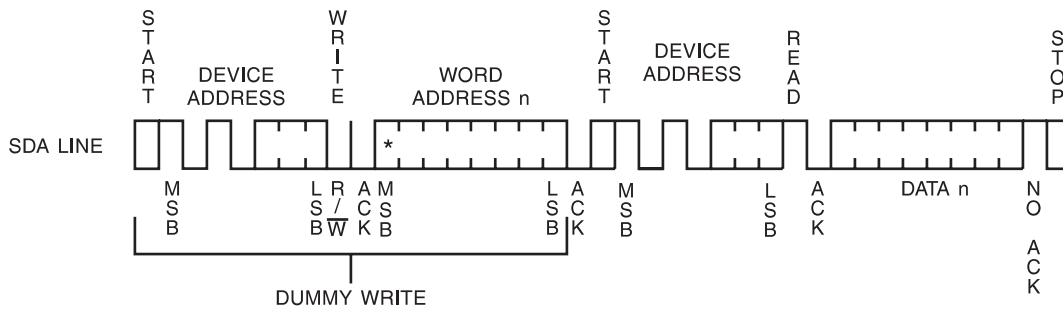 START
DEVICE
ADDRESS
WRITE
WORD
ADDRESS n
START
DEVICE
ADDRESS
READ
STOP
SDA LINE
*
MSB
LSB
R/W
ACK
MSB
LSB
ACK
MSB
LSB
ACK
DATA n
NO ACK
DUMMY WRITE